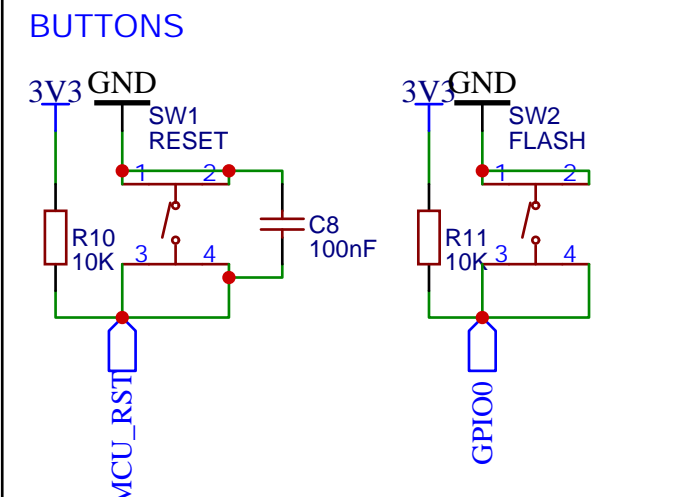 BUTTONS
3V3 GND
SW1
RESET
1 2
R10
10K
3 4
C8
100nF
MCU_RST
3V3 GND
SW2
FLASH
1 2
R11
10K
3 4
GPIO0